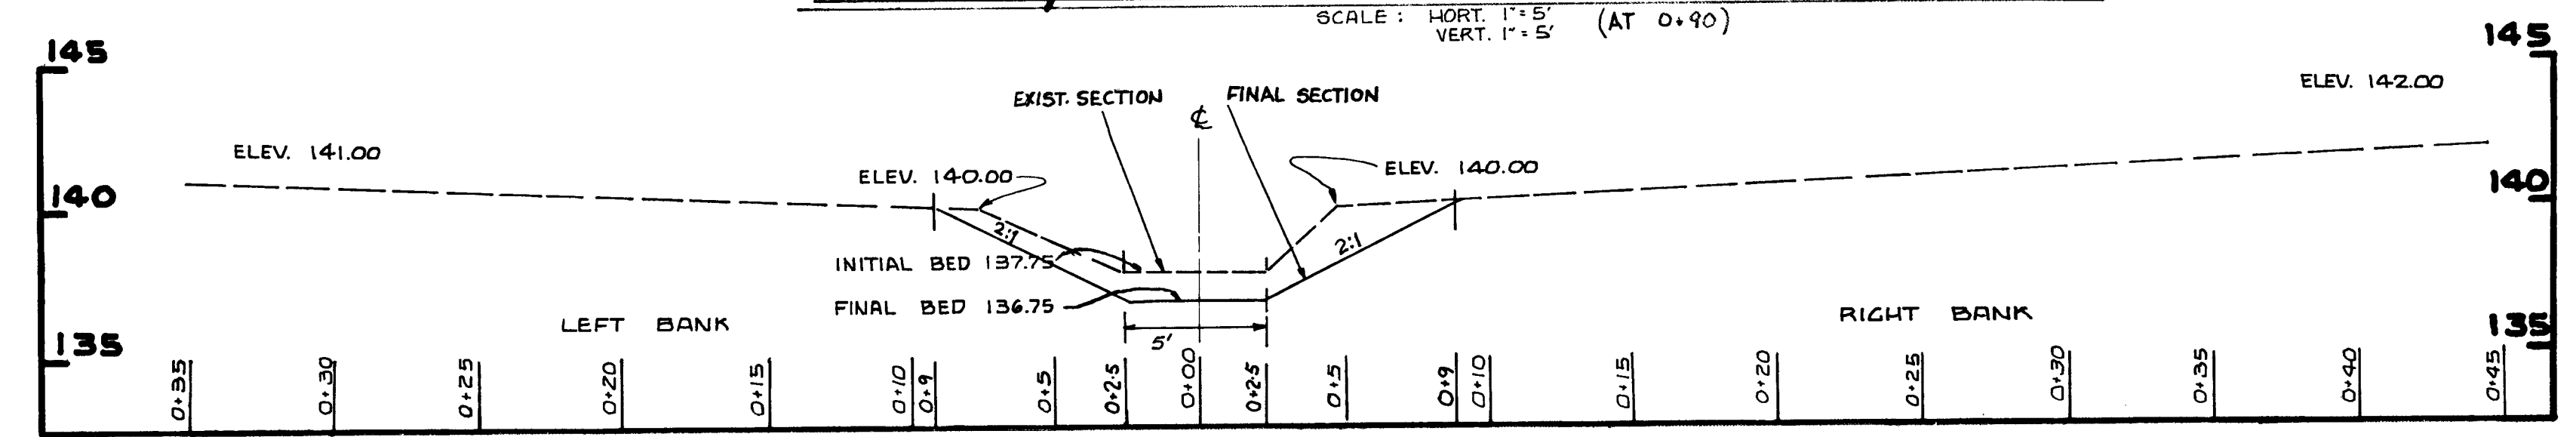 SCALE : HORT. 1" = 5' (AT 0+90)
VERT. 1" = 5'
145
145
ELEV. 142.00
EXIST. SECTION
FINAL SECTION
℄
ELEV. 141.00
ELEV. 140.00
ELEV. 140.00
140
140
2:1
2:1
INITIAL BED 137.75
FINAL BED 136.75
LEFT BANK
RIGHT BANK
5'
135
135
0+35
0+30
0+25
0+20
0+15
0+10
0+9
0+5
0+2.5
0+00
0+2.5
0+5
0+9
0+10
0+15
0+20
0+25
0+30
0+35
0+40
0+45